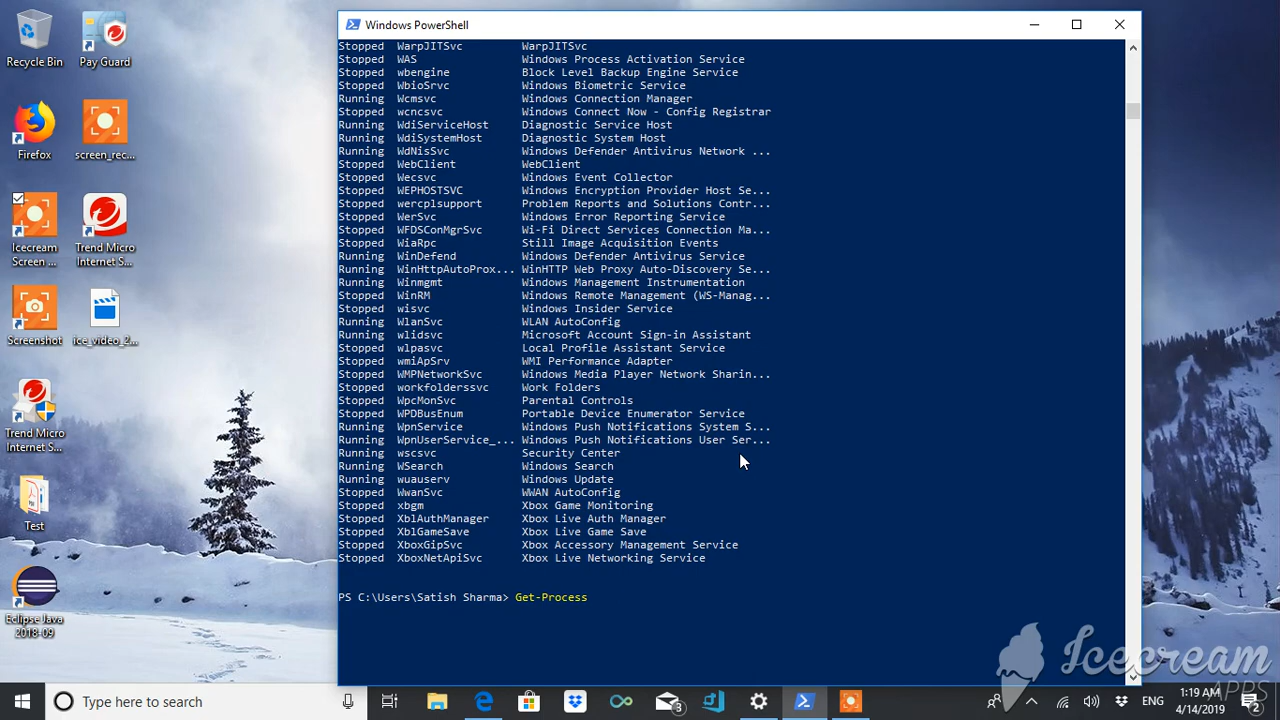 Recycle Bin
Pay Guard
Firefox
screen_rec...
Icecream
Screen ...
Trend Micro
Internet S...
Screenshot
ice_video_2...
Trend Micro
Internet S...
Test
Eclipse Java
2018-09
Windows PowerShell
Stopped WarpJITSvc WarpJITSvc
Stopped WAS Windows Process Activation Service
Stopped wbengine Block Level Backup Engine Service
Stopped WbioSrvc Windows Biometric Service
Running Wcmsvc Windows Connection Manager
Stopped wcncsvc Windows Connect Now - Config Registrar
Running WdiServiceHost Diagnostic Service Host
Running WdiSystemHost Diagnostic System Host
Running WdNisSvc Windows Defender Antivirus Network ...
Stopped WebClient WebClient
Stopped Wecsvc Windows Event Collector
Stopped WEPHOSTSVC Windows Encryption Provider Host Se...
Stopped wercplsupport Problem Reports and Solutions Contr...
Stopped WerSvc Windows Error Reporting Service
Stopped WFDSConMgrSvc Wi-Fi Direct Services Connection Ma...
Stopped WiaRpc Still Image Acquisition Events
Running WinDefend Windows Defender Antivirus Service
Running WinHttpAutoProx... WinHTTP Web Proxy Auto-Discovery Se...
Running Winmgmt Windows Management Instrumentation
Stopped WinRM Windows Remote Management (WS-Manag...
Stopped wisvc Windows Insider Service
Running WlanSvc WLAN AutoConfig
Running wlidsvc Microsoft Account Sign-in Assistant
Stopped wlpasvc Local Profile Assistant Service
Stopped wmiApSrv WMI Performance Adapter
Stopped WMPNetworkSvc Windows Media Player Network Sharin...
Stopped workfolderssvc Work Folders
Stopped WpcMonSvc Parental Controls
Stopped WPDBusEnum Portable Device Enumerator Service
Running WpnService Windows Push Notifications System S...
Running WpnUserService_... Windows Push Notifications User Ser...
Running wscsvc Security Center
Running WSearch Windows Search
Running wuauserv Windows Update
Stopped WwanSvc WWAN AutoConfig
Stopped xbgm Xbox Game Monitoring
Stopped XblAuthManager Xbox Live Auth Manager
Stopped XblGameSave Xbox Live Game Save
Stopped XboxGipSvc Xbox Accessory Management Service
Stopped XboxNetApiSvc Xbox Live Networking Service
PS C:\Users\Satish Sharma> Get-Process
Icecream
APPS
Type here to search
3
ENG
1:19 AM
4/14/2019
2